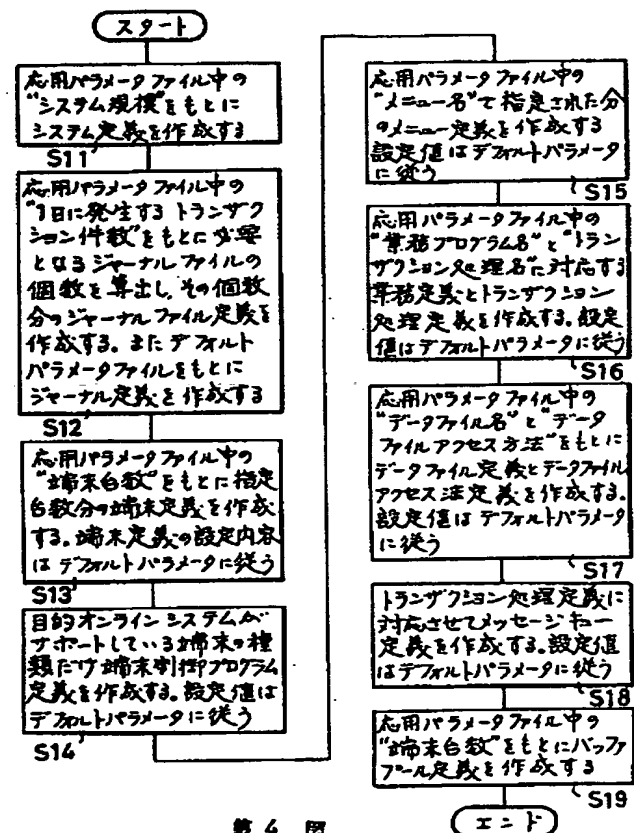 スタート
応用パラメータファイル中の
"システム規模"をもとに
システム定義を作成する
S11
応用パラメータファイル中の
"1日に発生するトランザク
ション件数"をもとに必要
となるジャーナルファイルの
個数を算出し、その個数
分のジャーナルファイル定義を
作成する。またデフォルト
パラメータファイルをもとに
ジャーナル定義を作成する
S12
応用パラメータファイル中の
"端末台数"をもとに指定
台数分の端末定義を作成
する。端末定義の設定内容
はデフォルトパラメータに従う
S13
目的オンラインシステムが
サポートしている端末の種
類だけ端末制御プログラム
定義を作成する。設定値は
デフォルトパラメータに従う
S14
応用パラメータファイル中の
"メニュー名"で指定された分
のメニュー定義を作成する
設定値はデフォルトパラメータ
に従う
S15
応用パラメータファイル中の
"業務プログラム名"と"トラン
ザクション処理名"に対応する
業務定義とトランザクション
処理定義を作成する。設定
値はデフォルトパラメータに従う
S16
応用パラメータファイル中の
"データファイル名"と"データ
ファイルアクセス方法"をもとに
データファイル定義とデータファイル
アクセス法定義を作成する。
設定値はデフォルトパラメータ
に従う
S17
トランザクション処理定義に
対応させてメッセージキュー
定義を作成する。設定値
はデフォルトパラメータに従う
S18
応用パラメータファイル中の
"端末台数"をもとにバッファ
プール定義を作成する
S19
エンド
第4図